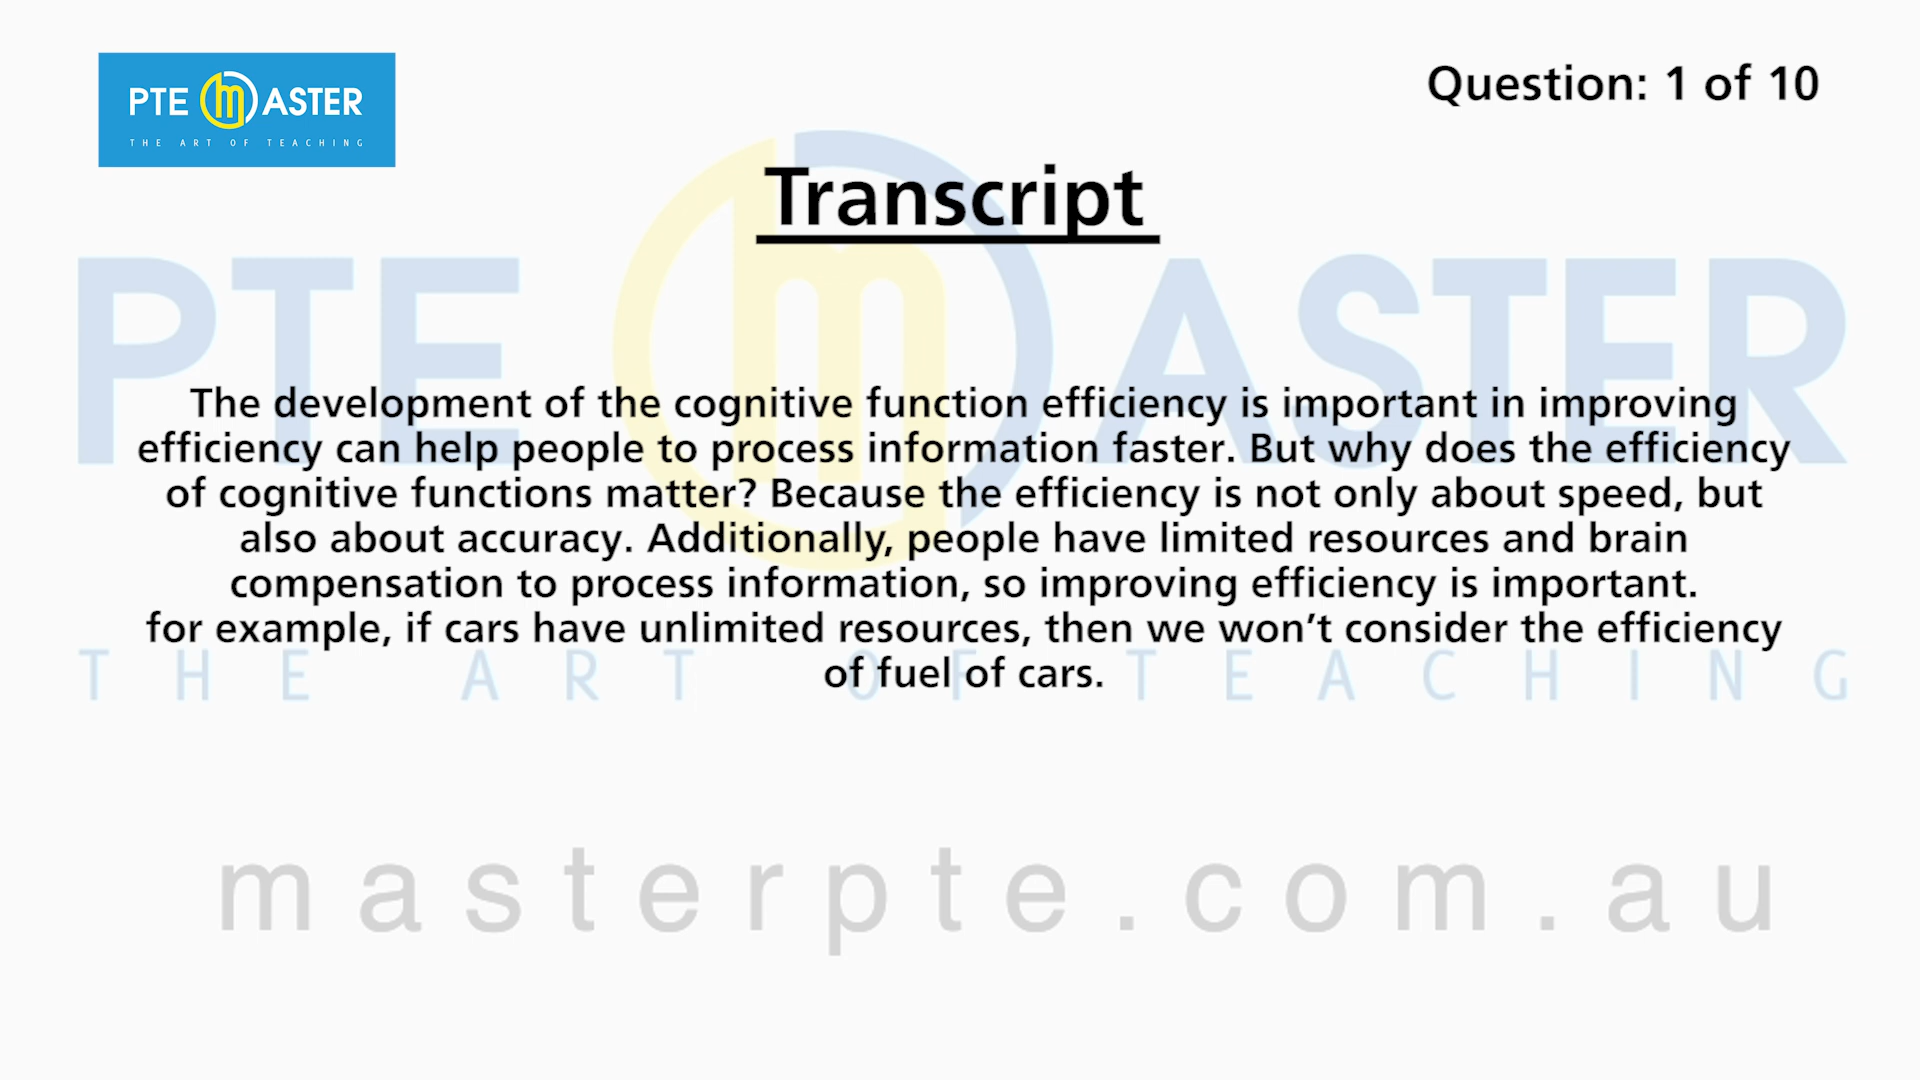 PTE MASTER
THE ART OF TEACHING
Question: 1 of 10
Transcript
PTE MASTER
The development of the cognitive function efficiency is important in improving
efficiency can help people to process information faster. But why does the efficiency
of cognitive functions matter? Because the efficiency is not only about speed, but
also about accuracy. Additionally, people have limited resources and brain
compensation to process information, so improving efficiency is important.
for example, if cars have unlimited resources, then we won’t consider the efficiency
of fuel of cars.
THE ART OF TEACHING
masterpte.com.au